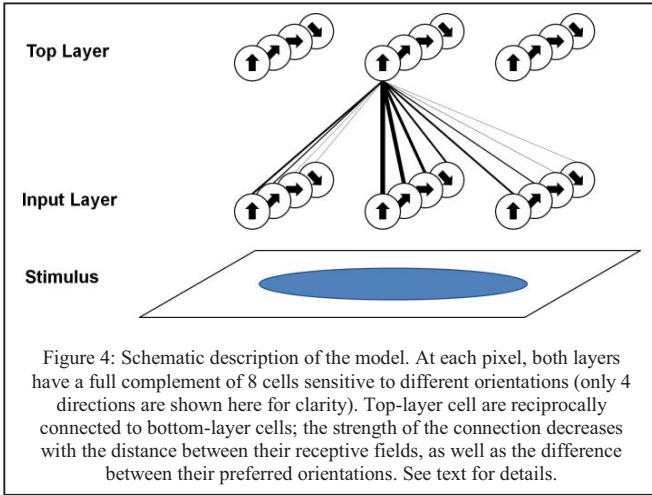 Top Layer
Input Layer
Stimulus
Figure 4: Schematic description of the model. At each pixel, both layers
have a full complement of 8 cells sensitive to different orientations (only 4
directions are shown here for clarity). Top-layer cell are reciprocally
connected to bottom-layer cells; the strength of the connection decreases
with the distance between their receptive fields, as well as the difference
between their preferred orientations. See text for details.